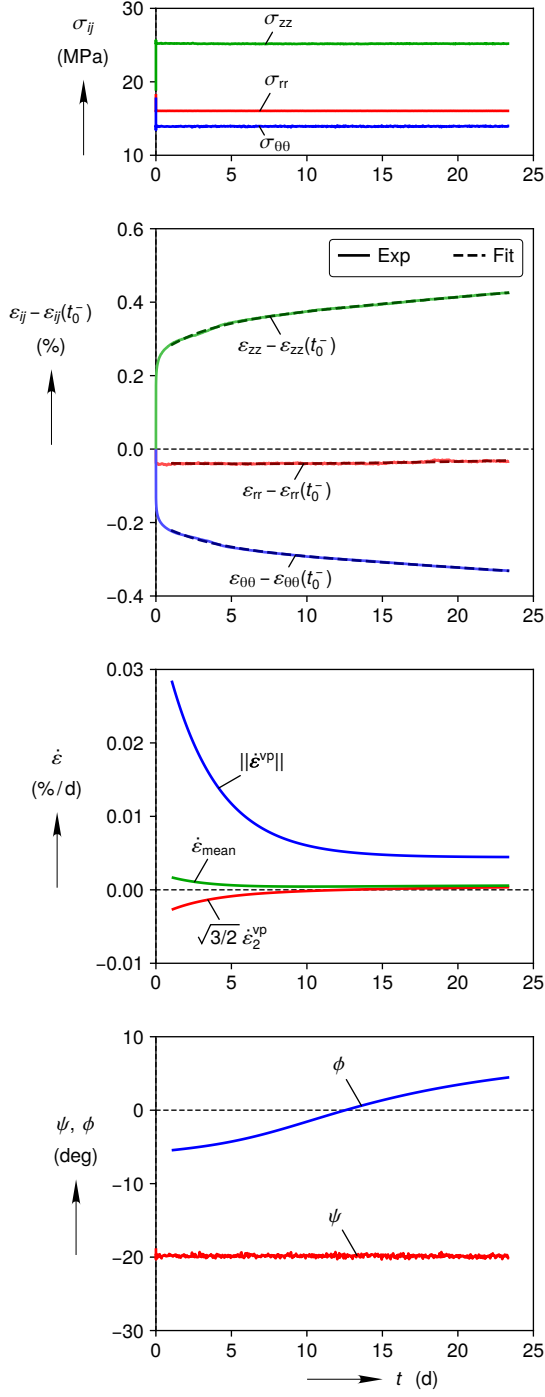 σij
(MPa)
30
20
10
σzz
σrr
σθθ
0 5 10 15 20 25
εij – εij(t0−)
(%)
0.6
0.4
0.2
0.0
−0.2
−0.4
Exp Fit
εzz – εzz(t0−)
εrr – εrr(t0−)
εθθ – εθθ(t0−)
0 5 10 15 20 25
ε̇
(%/d)
0.03
0.02
0.01
0.00
−0.01
||ε̇vp||
ε̇mean
√3/2 ε̇2vp
0 5 10 15 20 25
ψ, ϕ
(deg)
10
0
−10
−20
−30
ϕ
ψ
0 5 10 15 20 25
t (d)